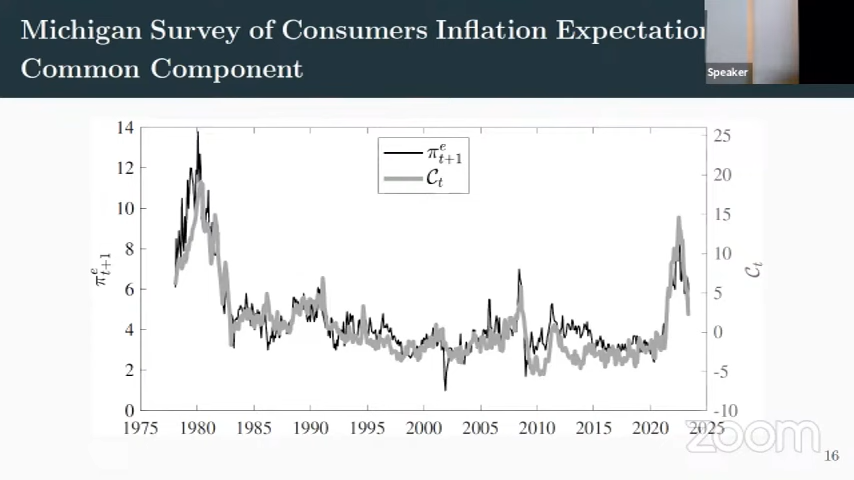 Michigan Survey of Consumers Inflation Expectation
Common Component
Speaker
14
12
10
8
6
4
2
0
π^e_{t+1}
π^e_{t+1}
C_t
25
20
15
10
5
0
-5
-10
C_t
1975 1980 1985 1990 1995 2000 2005 2010 2015 2020 2025
zoom
16